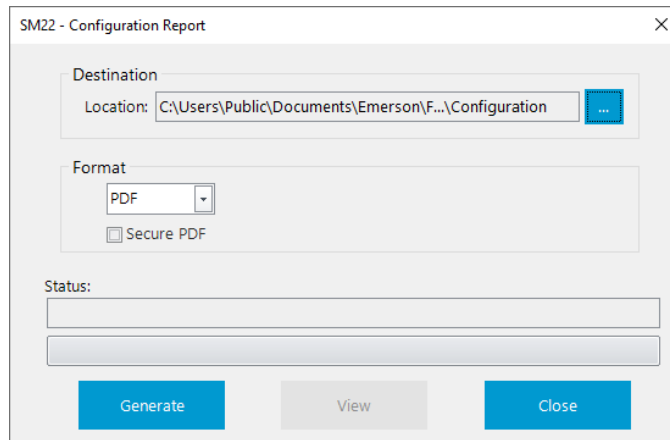 SM22 - Configuration Report
Destination
Location: C:\Users\Public\Documents\Emerson\F...\Configuration ...
Format
PDF
Secure PDF
Status:
Generate View Close